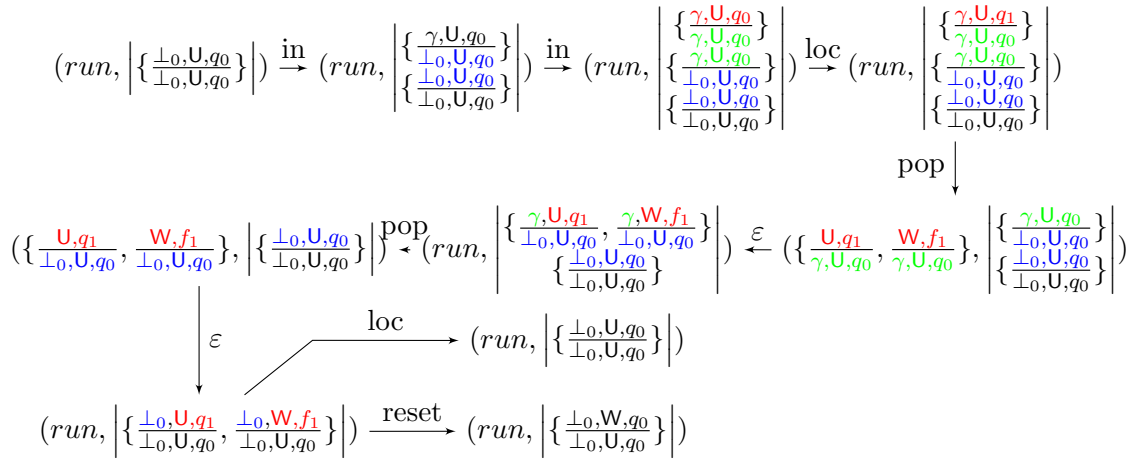 (run, |{⊥₀,U,q₀ / ⊥₀,U,q₀}|) in (run, |{γ,U,q₀ / ⊥₀,U,q₀} {⊥₀,U,q₀ / ⊥₀,U,q₀}|) in (run, |{γ,U,q₀ / γ,U,q₀} {γ,U,q₀ / ⊥₀,U,q₀} {⊥₀,U,q₀ / ⊥₀,U,q₀}|) loc (run, |{γ,U,q₁ / γ,U,q₀} {γ,U,q₀ / ⊥₀,U,q₀} {⊥₀,U,q₀ / ⊥₀,U,q₀}|)
pop
({U,q₁ / ⊥₀,U,q₀, W,f₁ / ⊥₀,U,q₀}, |{⊥₀,U,q₀ / ⊥₀,U,q₀}|) pop (run, |{γ,U,q₁ / ⊥₀,U,q₀, γ,W,f₁ / ⊥₀,U,q₀} {⊥₀,U,q₀ / ⊥₀,U,q₀}|) ε ({U,q₁ / γ,U,q₀, W,f₁ / γ,U,q₀}, |{γ,U,q₀ / ⊥₀,U,q₀} {⊥₀,U,q₀ / ⊥₀,U,q₀}|)
ε loc (run, |{⊥₀,U,q₀ / ⊥₀,U,q₀}|)
(run, |{⊥₀,U,q₁ / ⊥₀,U,q₀, ⊥₀,W,f₁ / ⊥₀,U,q₀}|) reset (run, |{⊥₀,W,q₀ / ⊥₀,U,q₀}|)